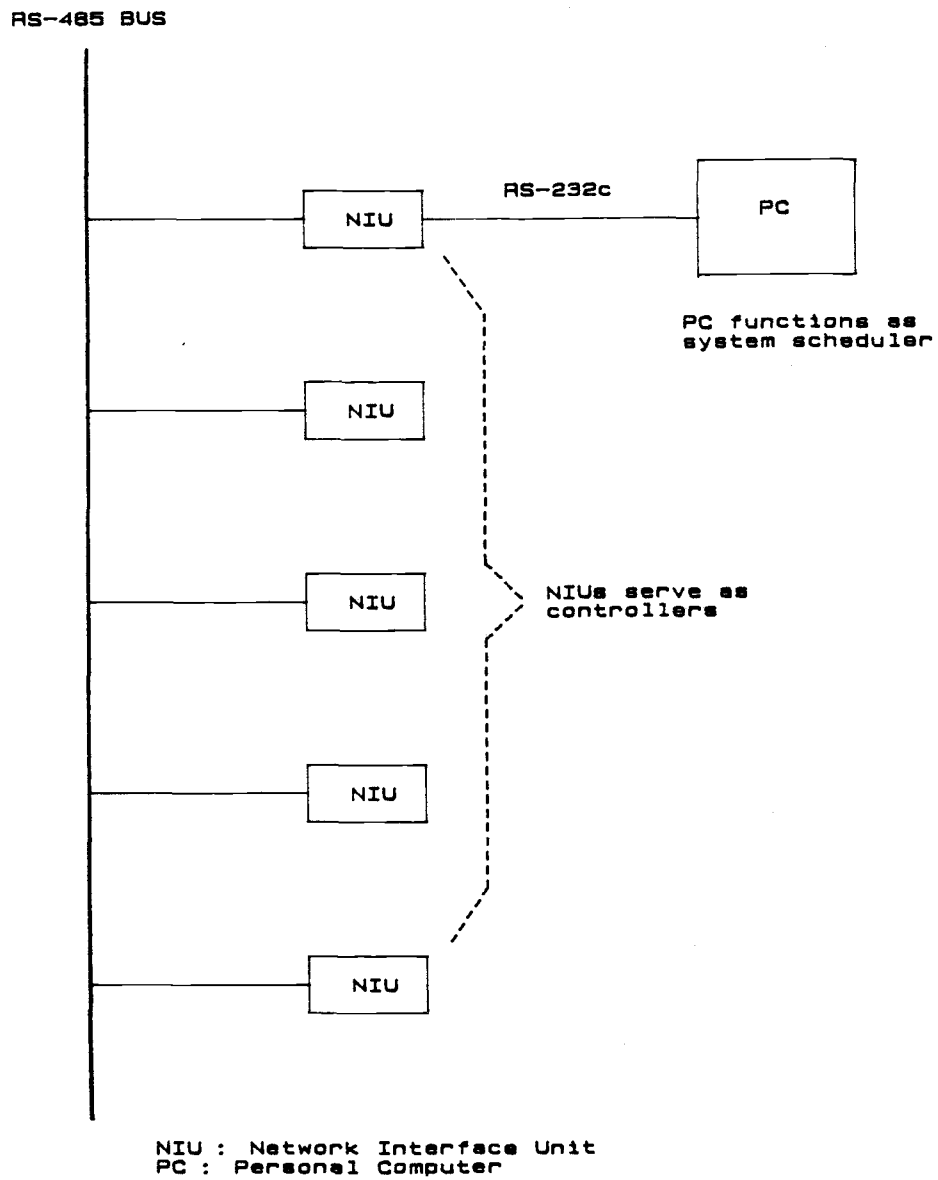 RS-485 BUS
NIU
RS-232c
PC
PC functions as
system scheduler
NIU
NIU
NIUs serve as
controllers
NIU
NIU
NIU : Network Interface Unit
PC : Personal Computer